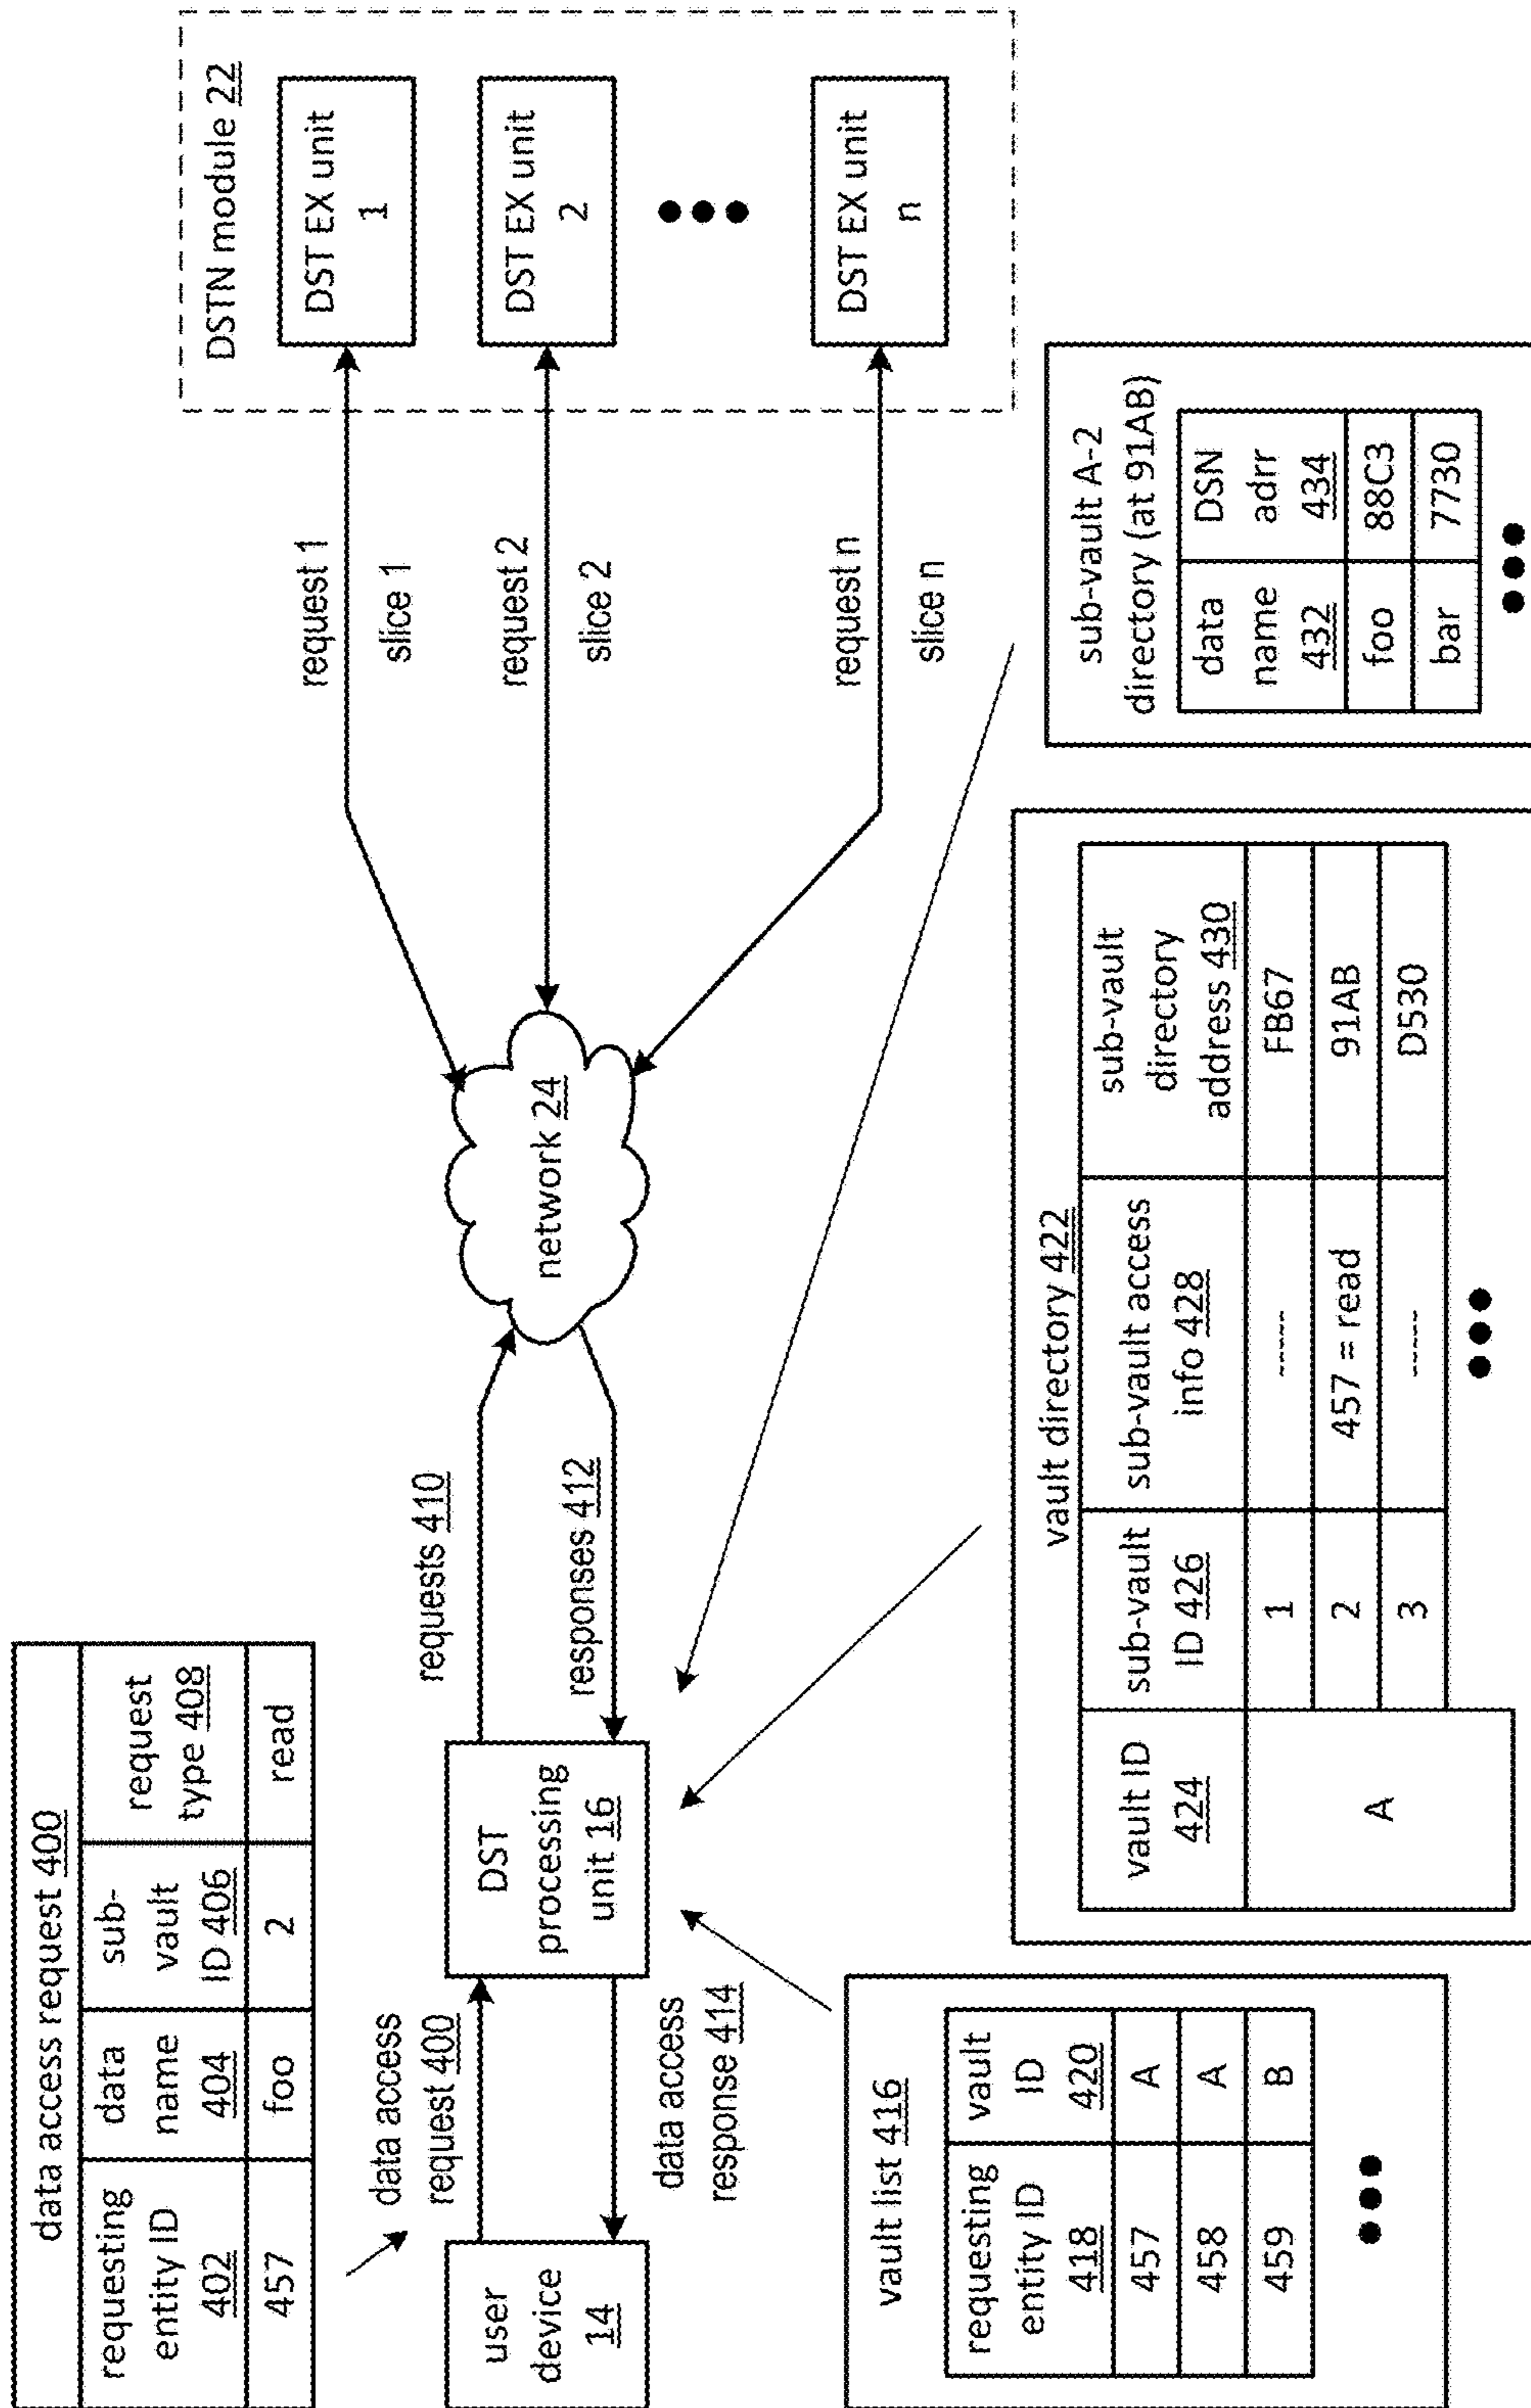 data access request 400
requesting
entity ID
402
data
name
404
sub-
vault
ID 406
request
type 408
457
foo
2
read
user
device
14
data access
request 400
data access
response 414
DST
processing
unit 16
requests 410
responses 412
network 24
request 1
slice 1
request 2
slice 2
request n
slice n
DSTN module 22
DST EX unit
1
DST EX unit
2
DST EX unit
n
vault list 416
requesting
entity ID
418
vault
ID
420
457
A
458
A
459
B
vault directory 422
vault ID
424
sub-vault
ID 426
sub-vault access
info 428
sub-vault
directory
address 430
A
1
-----
FB67
2
457 = read
91AB
3
-----
D530
sub-vault A-2
directory (at 91AB)
data
name
432
DSN
adrr
434
foo
88C3
bar
7730